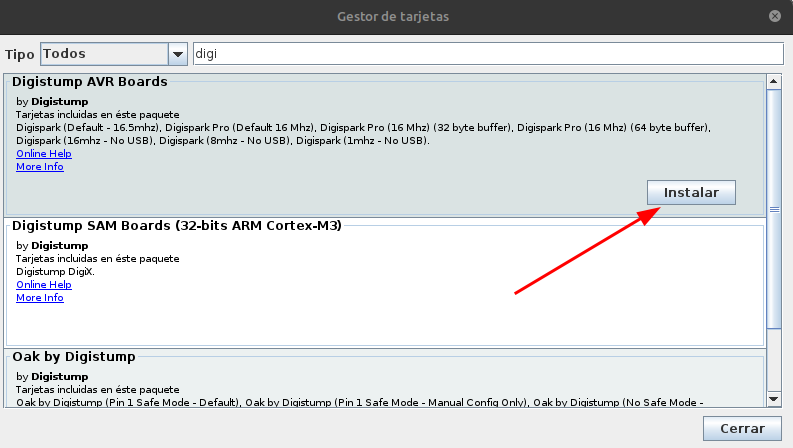 Gestor de tarjetas
Tipo Todos digi
Digistump AVR Boards
by Digistump
Tarjetas incluidas en éste paquete
Digispark (Default - 16.5mhz), Digispark Pro (Default 16 Mhz), Digispark Pro (16 Mhz) (32 byte buffer), Digispark Pro (16 Mhz) (64 byte buffer),
Digispark (16mhz - No USB), Digispark (8mhz - No USB), Digispark (1mhz - No USB).
Online Help
More Info
Instalar
Digistump SAM Boards (32-bits ARM Cortex-M3)
by Digistump
Tarjetas incluidas en éste paquete
Digistump DigiX.
Online Help
More Info
Oak by Digistump
by Digistump
Tarjetas incluidas en éste paquete
Oak by Digistump (Pin 1 Safe Mode - Default), Oak by Digistump (Pin 1 Safe Mode - Manual Config Only), Oak by Digistump (No Safe Mode -
Cerrar